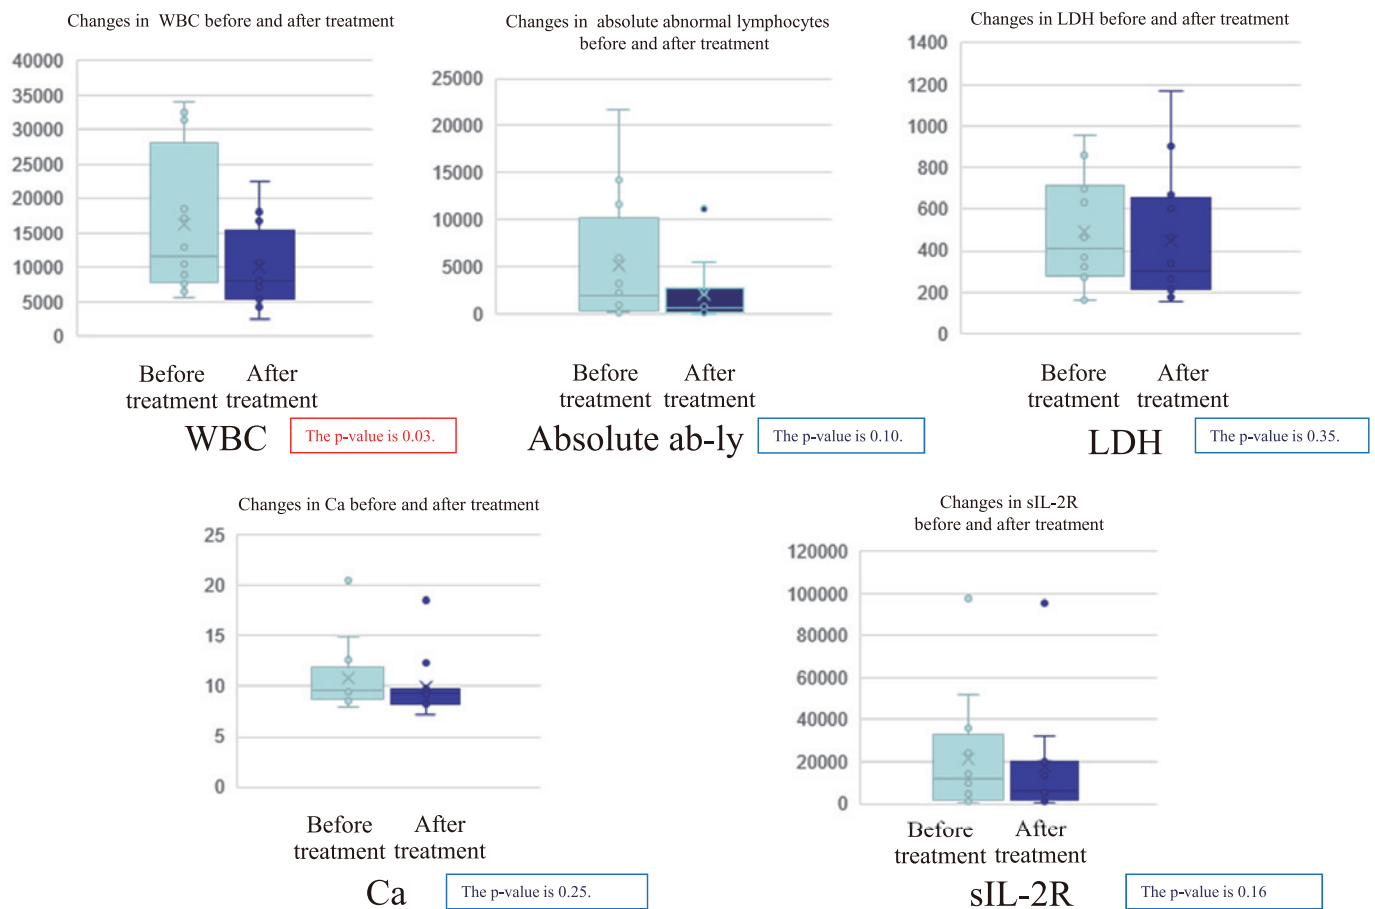 Changes in  WBC before and after treatment
40000
35000
30000
25000
20000
15000
10000
5000
0
Before
treatment
After
treatment
WBC
The p-value is 0.03.
Changes in  absolute abnormal lymphocytes
before and after treatment
25000
20000
15000
10000
5000
0
Before
treatment
After
treatment
Absolute ab-ly
The p-value is 0.10.
Changes in LDH before and after treatment
1400
1200
1000
800
600
400
200
0
Before
treatment
After
treatment
LDH
The p-value is 0.35.
Changes in Ca before and after treatment
25
20
15
10
5
0
Before
treatment
After
treatment
Ca
The p-value is 0.25.
Changes in sIL-2R
before and after treatment
120000
100000
80000
60000
40000
20000
0
Before
treatment
After
treatment
sIL-2R
The p-value is 0.16